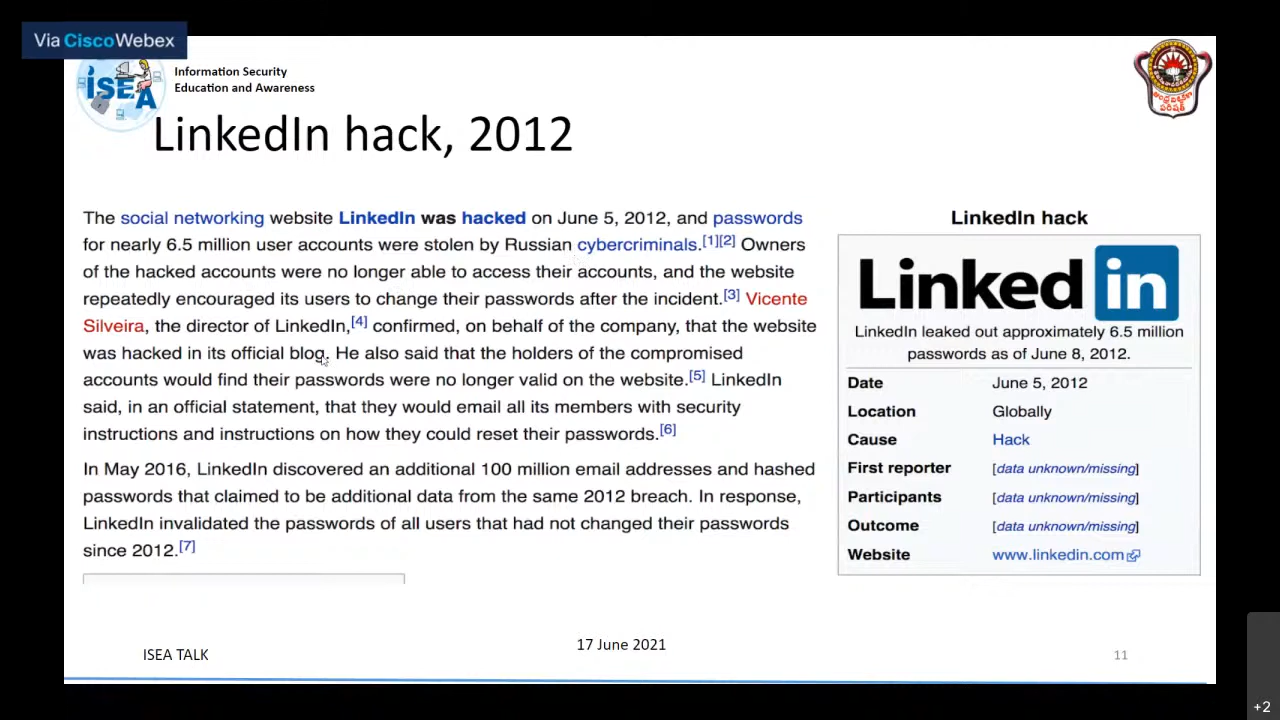 Via CiscoWebex
ISEA
Information Security
Education and Awareness
LinkedIn hack, 2012
The social networking website LinkedIn was hacked on June 5, 2012, and passwords
for nearly 6.5 million user accounts were stolen by Russian cybercriminals.[1][2] Owners
of the hacked accounts were no longer able to access their accounts, and the website
repeatedly encouraged its users to change their passwords after the incident.[3] Vicente
Silveira, the director of LinkedIn,[4] confirmed, on behalf of the company, that the website
was hacked in its official blog. He also said that the holders of the compromised
accounts would find their passwords were no longer valid on the website.[5] LinkedIn
said, in an official statement, that they would email all its members with security
instructions and instructions on how they could reset their passwords.[6]
In May 2016, LinkedIn discovered an additional 100 million email addresses and hashed
passwords that claimed to be additional data from the same 2012 breach. In response,
LinkedIn invalidated the passwords of all users that had not changed their passwords
since 2012.[7]
LinkedIn hack
Linked in
LinkedIn leaked out approximately 6.5 million
passwords as of June 8, 2012.
Date June 5, 2012
Location Globally
Cause Hack
First reporter [data unknown/missing]
Participants [data unknown/missing]
Outcome [data unknown/missing]
Website www.linkedin.com
ISEA TALK
17 June 2021
11
+2